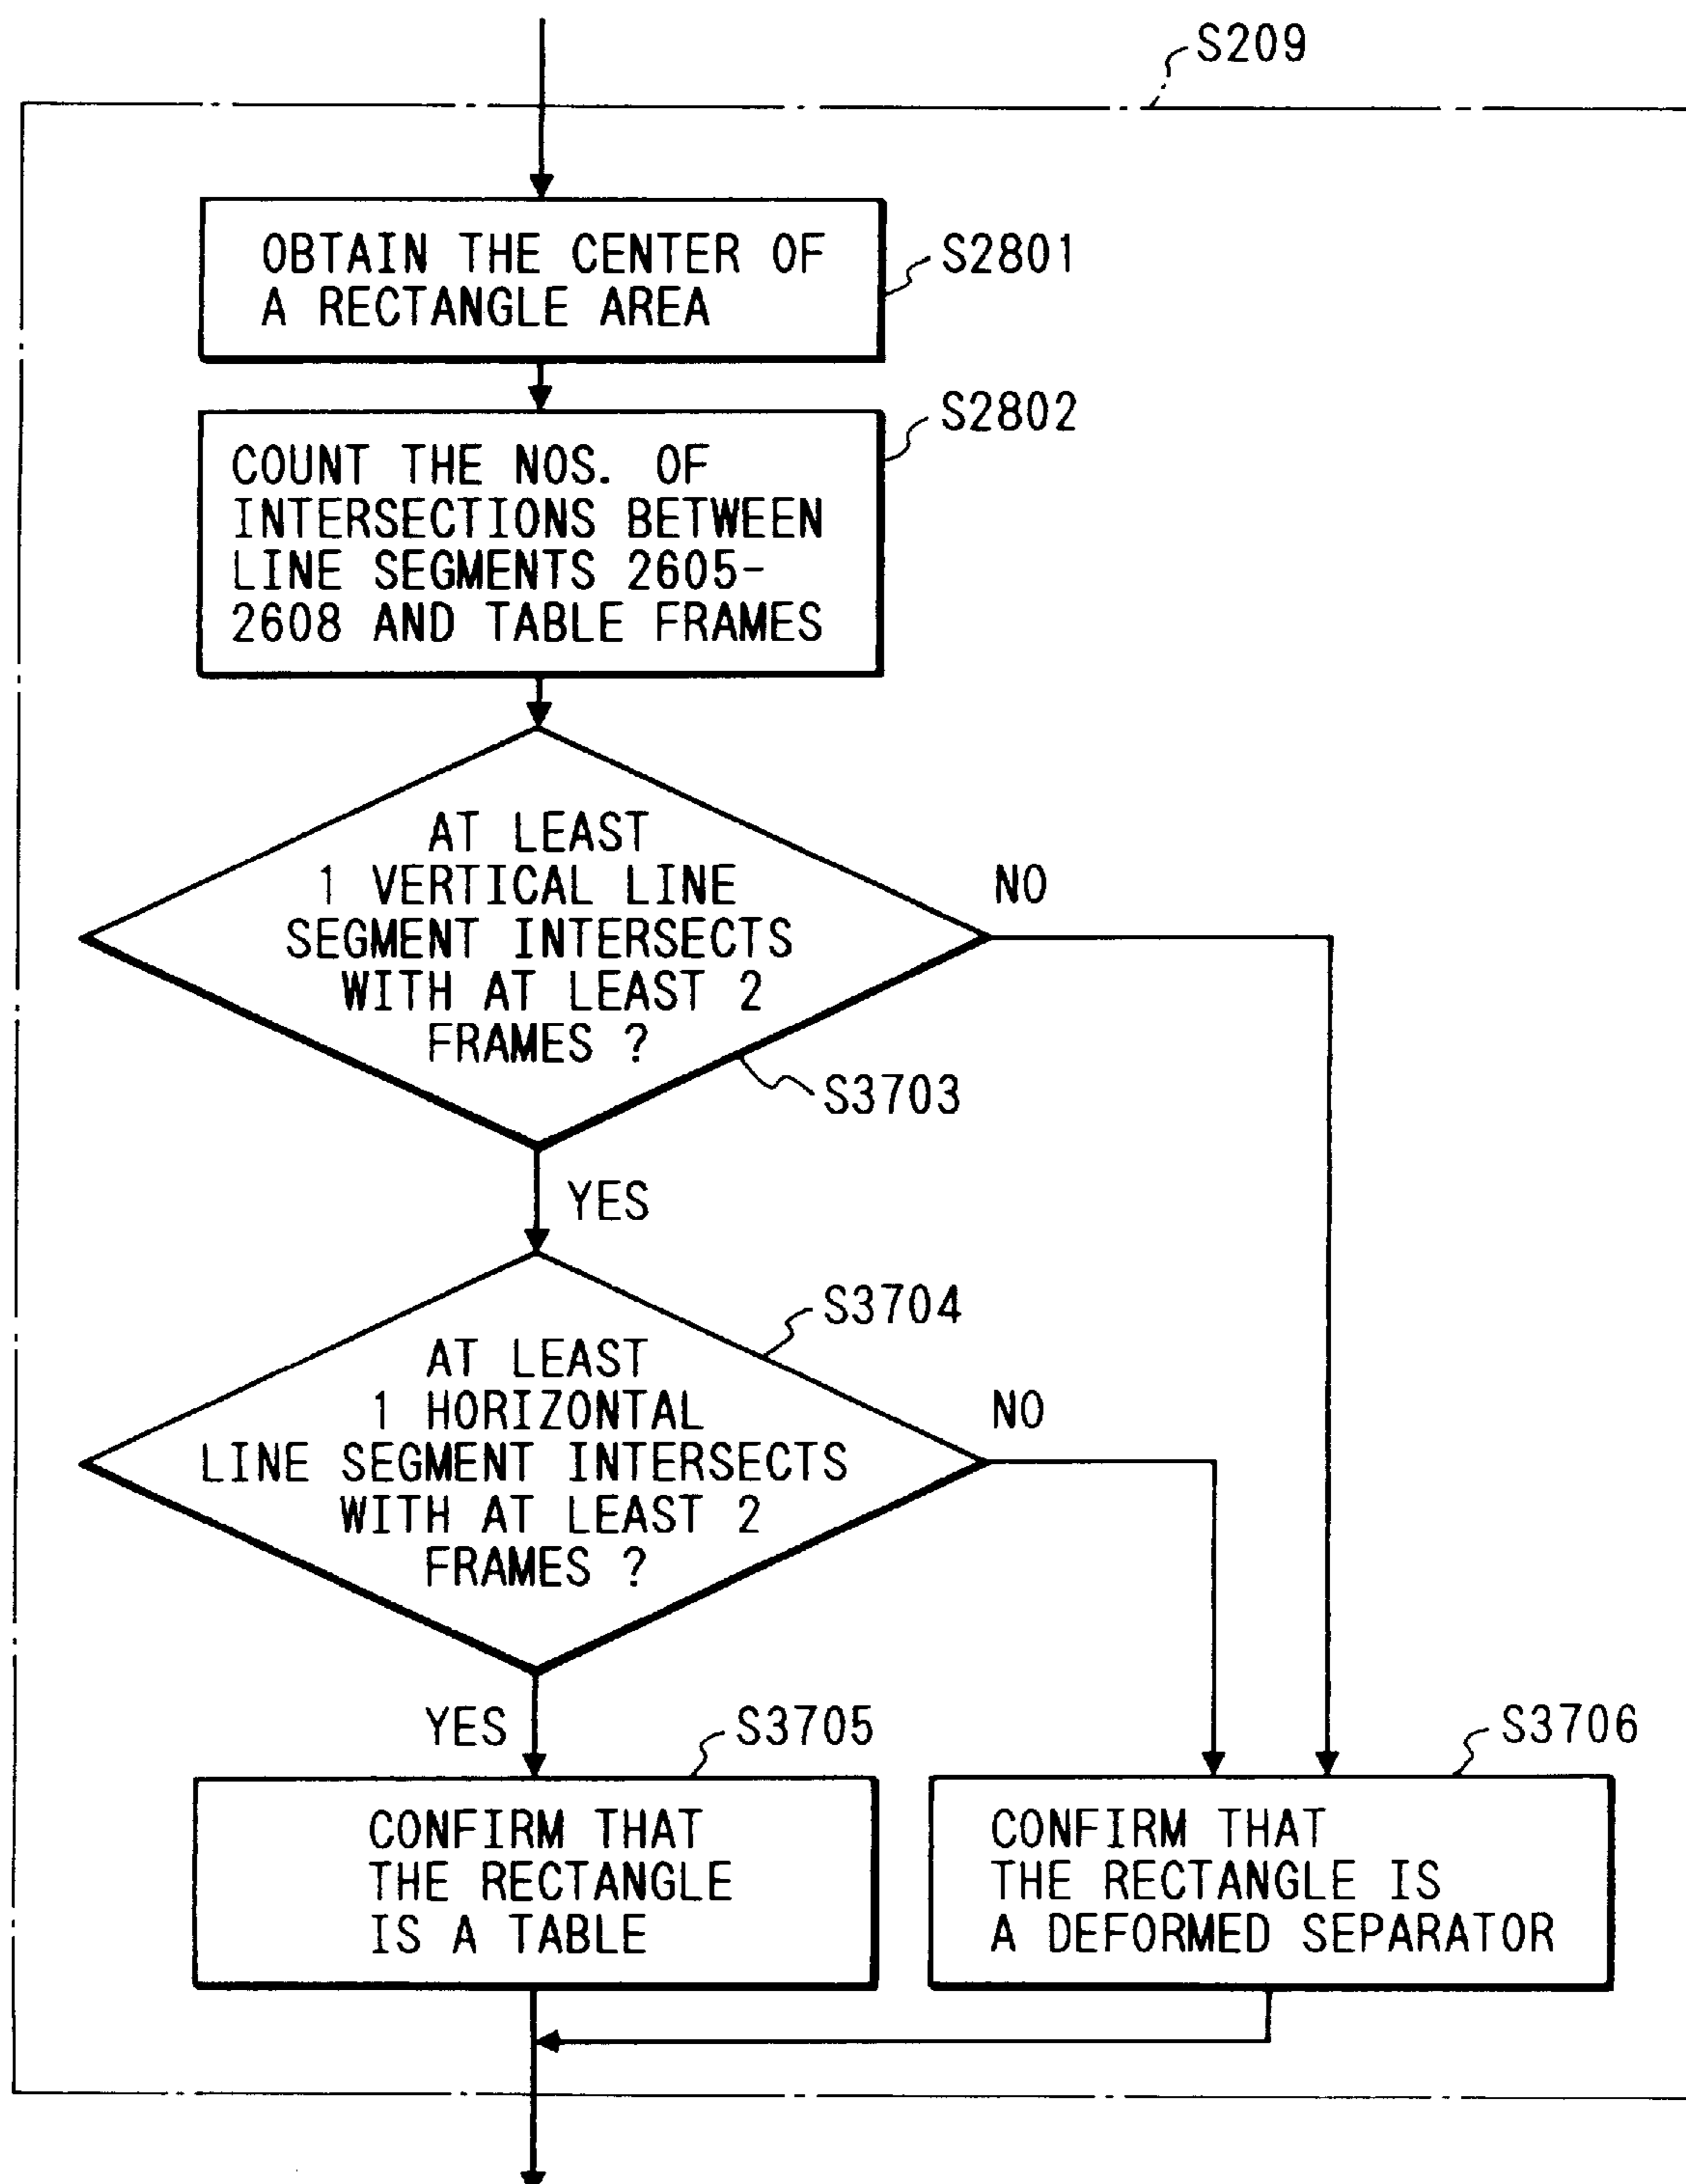 S209
OBTAIN THE CENTER OF
A RECTANGLE AREA
S2801
COUNT THE NOS. OF
INTERSECTIONS BETWEEN
LINE SEGMENTS 2605-
2608 AND TABLE FRAMES
S2802
AT LEAST
1 VERTICAL LINE
SEGMENT INTERSECTS
WITH AT LEAST 2
FRAMES ?
NO
S3703
YES
AT LEAST
1 HORIZONTAL
LINE SEGMENT INTERSECTS
WITH AT LEAST 2
FRAMES ?
S3704
NO
YES
S3705
CONFIRM THAT
THE RECTANGLE
IS A TABLE
S3706
CONFIRM THAT
THE RECTANGLE IS
A DEFORMED SEPARATOR